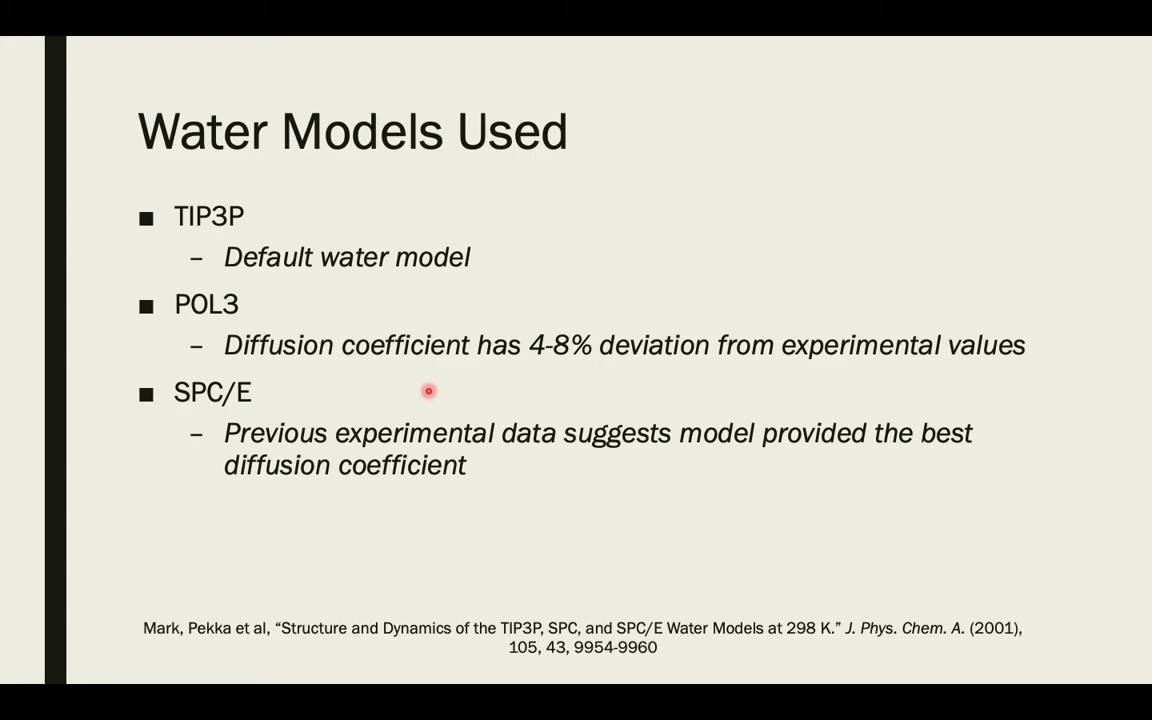 Water Models Used
■ TIP3P
– Default water model
■ POL3
– Diffusion coefficient has 4-8% deviation from experimental values
■ SPC/E
– Previous experimental data suggests model provided the best
diffusion coefficient
Mark, Pekka et al, “Structure and Dynamics of the TIP3P, SPC, and SPC/E Water Models at 298 K.” J. Phys. Chem. A. (2001),
105, 43, 9954-9960